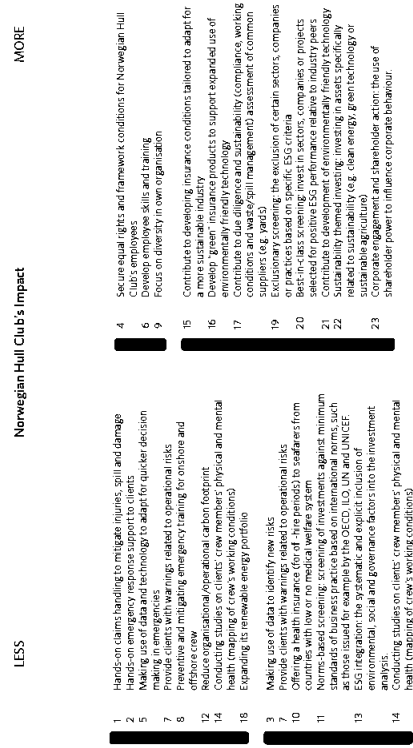 LESS
Norwegian Hull Club's Impact
MORE
1 Hands-on claims handling to mitigate injuries, spill and damage
2 Hands-on emergency response support to clients
5 Making use of data and technology to adapt for quicker decision
making in emergencies
7 Provide clients with warnings related to operational risks
8 Preventive and mitigating emergency training for onshore and
offshore crew
12 Reduce organisational/operational carbon footprint
14 Conducting studies on clients' crew members' physical and mental
health (mapping of crew's working conditions)
18 Expanding its renewable energy portfolio
4 Secure equal rights and framework conditions for Norwegian Hull
Club's employees
6 Develop employee skills and training
9 Focus on diversity in own organisation
3 Making use of data to identify new risks
7 Provide clients with warnings related to operational risks
10 Offering a health insurance (for off -hire periods) to seafarers from
countries with low or no medical welfare system
11 Norms-based screening: screening of investments against minimum
standards of business practice based on international norms, such
as those issued for example by the OECD, ILO, UN and UNICEF.
13 ESG integration: the systematic and explicit inclusion of
environmental, social and governance factors into the investment
analysis.
14 Conducting studies on clients' crew members' physical and mental
health (mapping of crew's working conditions)
15 Contribute to developing insurance conditions tailored to adapt for
a more sustainable industry
16 Develop "green" insurance products to support expanded use of
environmentally friendly technology
17 Contribute to due diligence and sustainability (compliance, working
conditions and waste/spill management) assessment of common
suppliers (e.g. yards)
19 Exclusionary screening: the exclusion of certain sectors, companies
or practices based on specific ESG criteria
20 Best-in-class screening: invest in sectors, companies or projects
selected for positive ESG performance relative to industry peers
21 Contribute to development of environmentally friendly technology
22 Sustainability themed investing: investing in assets specifically
related to sustainability (e.g. clean energy, green technology or
sustainable agriculture)
23 Corporate engagement and shareholder action: the use of
shareholder power to influence corporate behaviour.